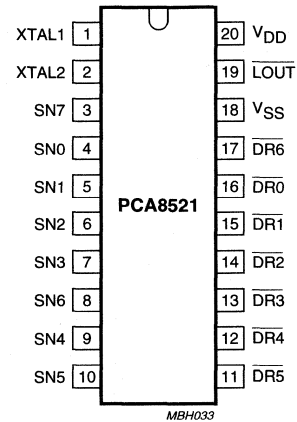 XTAL1 1 20 VDD
XTAL2 2 19 LOUT
SN7 3 18 VSS
SN0 4 17 DR6
SN1 5 16 DR0
PCA8521
SN2 6 15 DR1
SN3 7 14 DR2
SN6 8 13 DR3
SN4 9 12 DR4
SN5 10 11 DR5
MBH033